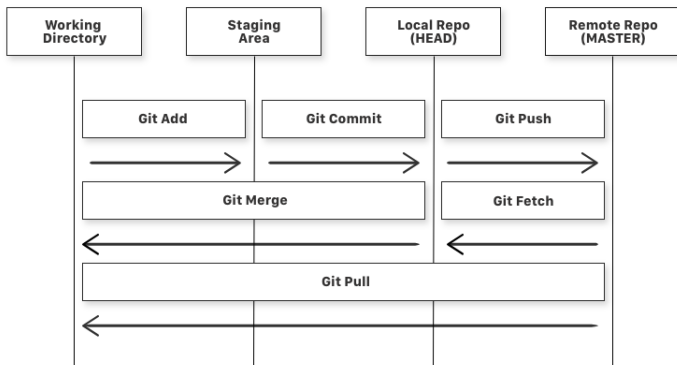 Working
Directory
Staging
Area
Local Repo
(HEAD)
Remote Repo
(MASTER)
Git Add
Git Commit
Git Push
Git Merge
Git Fetch
Git Pull